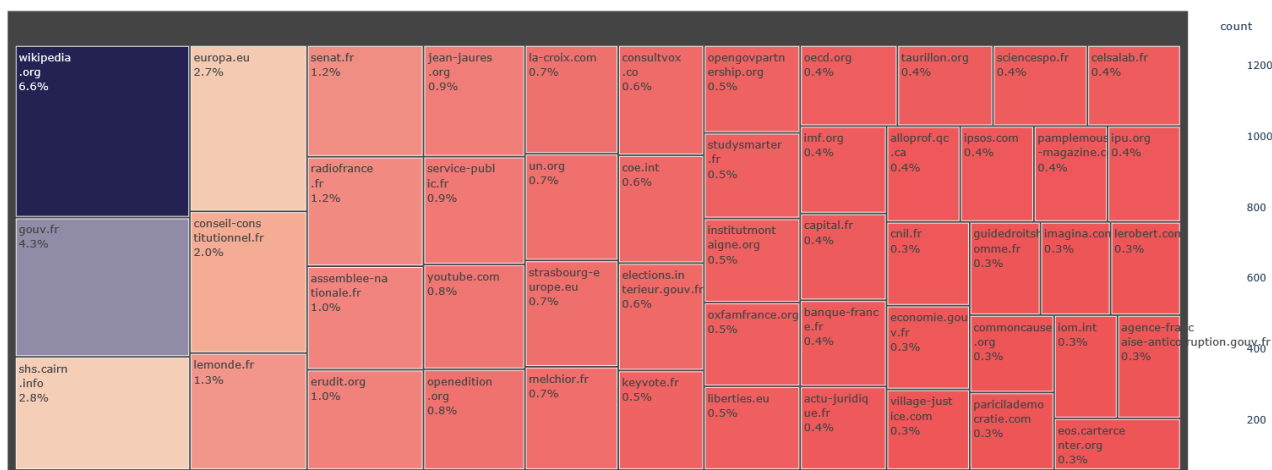 wikipedia
.org
6.6%
gouv.fr
4.3%
shs.cairn
.info
2.8%
europa.eu
2.7%
conseil-cons
titutionnel.fr
2.0%
lemonde.fr
1.3%
senat.fr
1.2%
radiofrance
.fr
1.2%
assemblee-na
tionale.fr
1.0%
erudit.org
1.0%
jean-jaures
.org
0.9%
service-publ
ic.fr
0.9%
youtube.com
0.8%
openedition
.org
0.8%
la-croix.com
0.7%
un.org
0.7%
strasbourg-e
urope.eu
0.7%
melchior.fr
0.7%
consultvox
.co
0.6%
coe.int
0.6%
elections.in
terieur.gouv.fr
0.6%
keyvote.fr
0.5%
opengovpartn
ership.org
0.5%
studysmarter
.fr
0.5%
institutmont
aigne.org
0.5%
oxfamfrance.org
0.5%
liberties.eu
0.5%
oecd.org
0.4%
taurillon.org
0.4%
sciencespo.fr
0.4%
celsalab.fr
0.4%
imf.org
0.4%
capital.fr
0.4%
banque-franc
e.fr
0.4%
actu-juridiq
ue.fr
0.4%
alloprof.qc
.ca
0.4%
ipsos.com
0.4%
pamplemous
-magazine.c
0.4%
ipu.org
0.4%
cnil.fr
0.3%
economie.gou
v.fr
0.3%
village-just
ice.com
0.3%
guidedroitsh
omme.fr
0.3%
imagina.com
0.3%
lerobert.com
0.3%
commoncause
.org
0.3%
paricilademo
cratie.com
0.3%
iom.int
0.3%
agence-franc
aise-anticorruption.gouv.fr
0.3%
eos.carterce
nter.org
0.3%
count
1200
1000
800
600
400
200